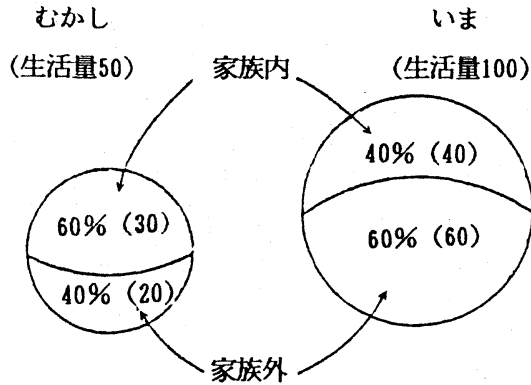 むかし
いま
(生活量50)
家族内
(生活量100)
40% (40)
60% (30)
60% (60)
40% (20)
家族外